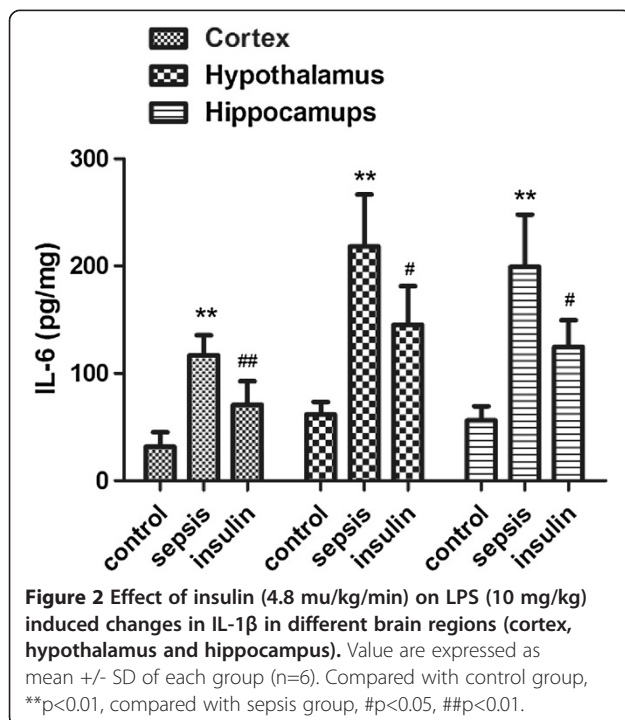 Cortex
Hypothalamus
Hippocamups
300
200
100
0
IL-6 (pg/mg)
**
##
**
#
**
#
control
sepsis
insulin
control
sepsis
insulin
control
sepsis
insulin
Figure 2 Effect of insulin (4.8 mu/kg/min) on LPS (10 mg/kg)
induced changes in IL-1β in different brain regions (cortex,
hypothalamus and hippocampus). Value are expressed as
mean +/- SD of each group (n=6). Compared with control group,
**p<0.01, compared with sepsis group, #p<0.05, ##p<0.01.